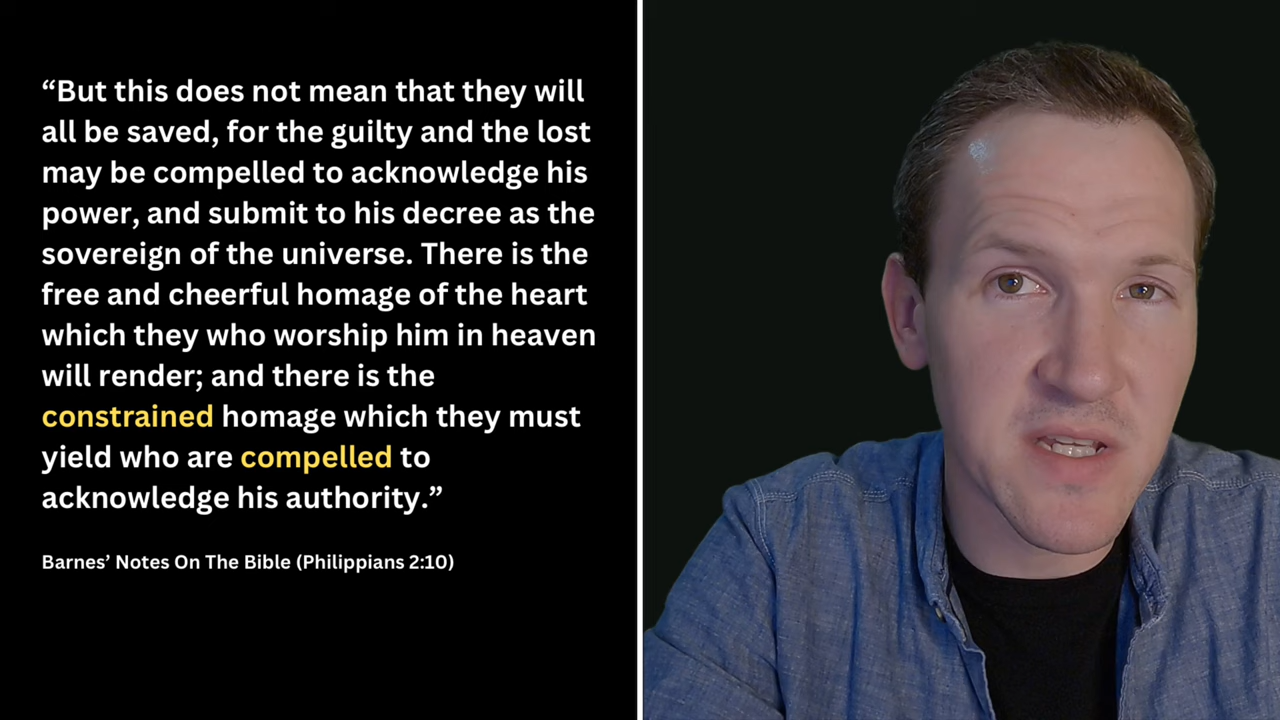 “But this does not mean that they will
all be saved, for the guilty and the lost
may be compelled to acknowledge his
power, and submit to his decree as the
sovereign of the universe. There is the
free and cheerful homage of the heart
which they who worship him in heaven
will render; and there is the
constrained homage which they must
yield who are compelled to
acknowledge his authority.”
Barnes’ Notes On The Bible (Philippians 2:10)